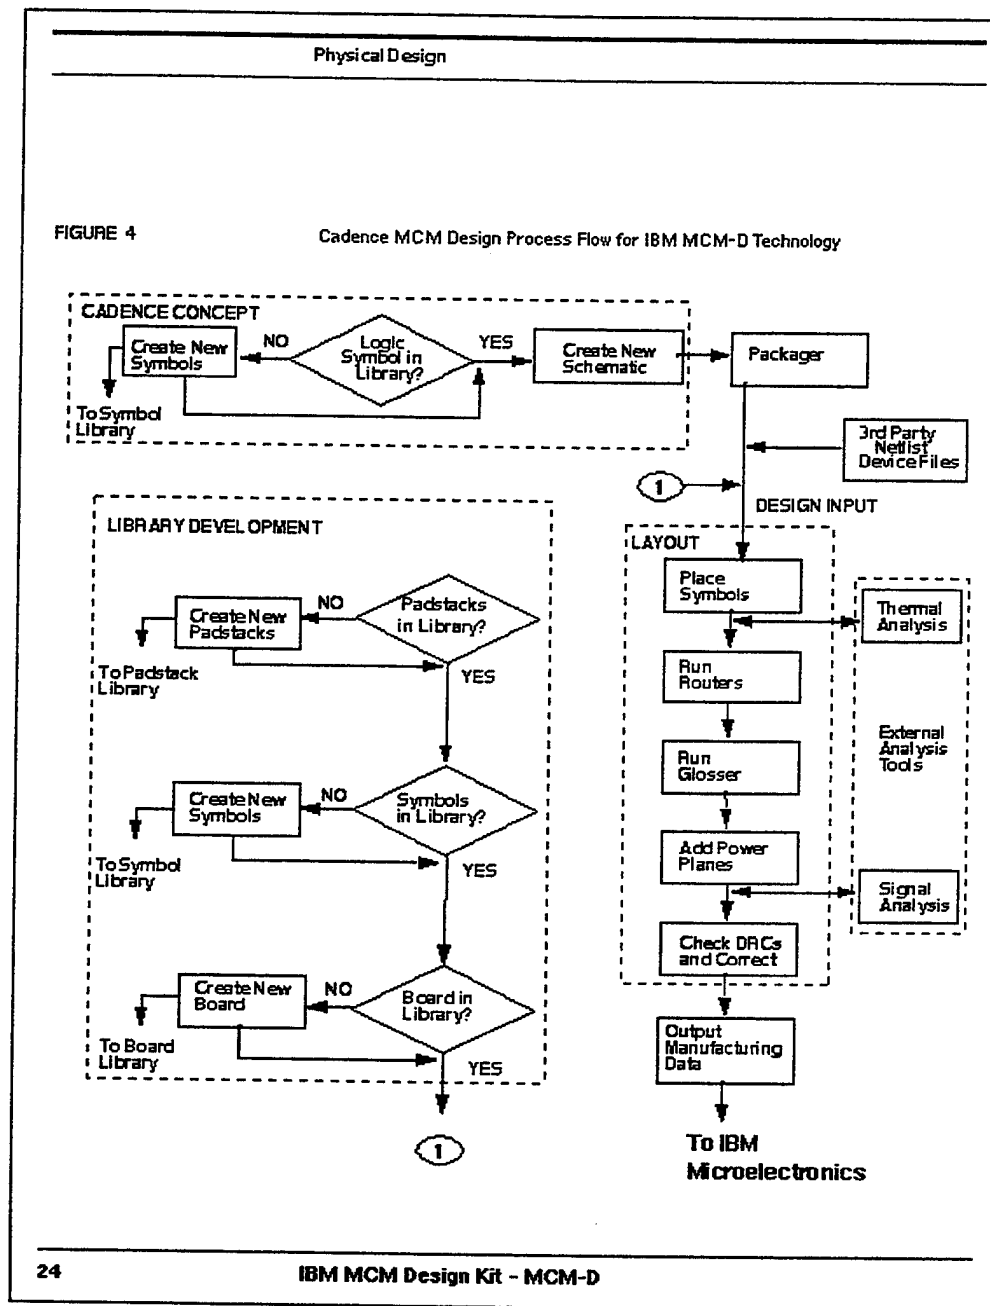 Physical Design
FIGURE 4
Cadence MCM Design Process Flow for IBM MCM-D Technology
CADENCE CONCEPT
Create New
Symbols
NO
Logic
Symbol in
Library?
YES
Create New
Schematic
Packager
To Symbol
Library
3rd Party
Netlist
Device Files
1
DESIGN INPUT
LIBRARY DEVELOPMENT
Create New
Padstacks
NO
Padstacks
in Library?
YES
To Padstack
Library
Create New
Symbols
NO
Symbols
in Library?
YES
To Symbol
Library
Create New
Board
NO
Board in
Library?
YES
To Board
Library
1
LAYOUT
Place
Symbols
Run
Routers
Run
Glosser
Add Power
Planes
Check DRCs
and Correct
Thermal
Analysis
External
Analysis
Tools
Signal
Analysis
Output
Manufacturing
Data
To IBM
Microelectronics
24
IBM MCM Design Kit - MCM-D